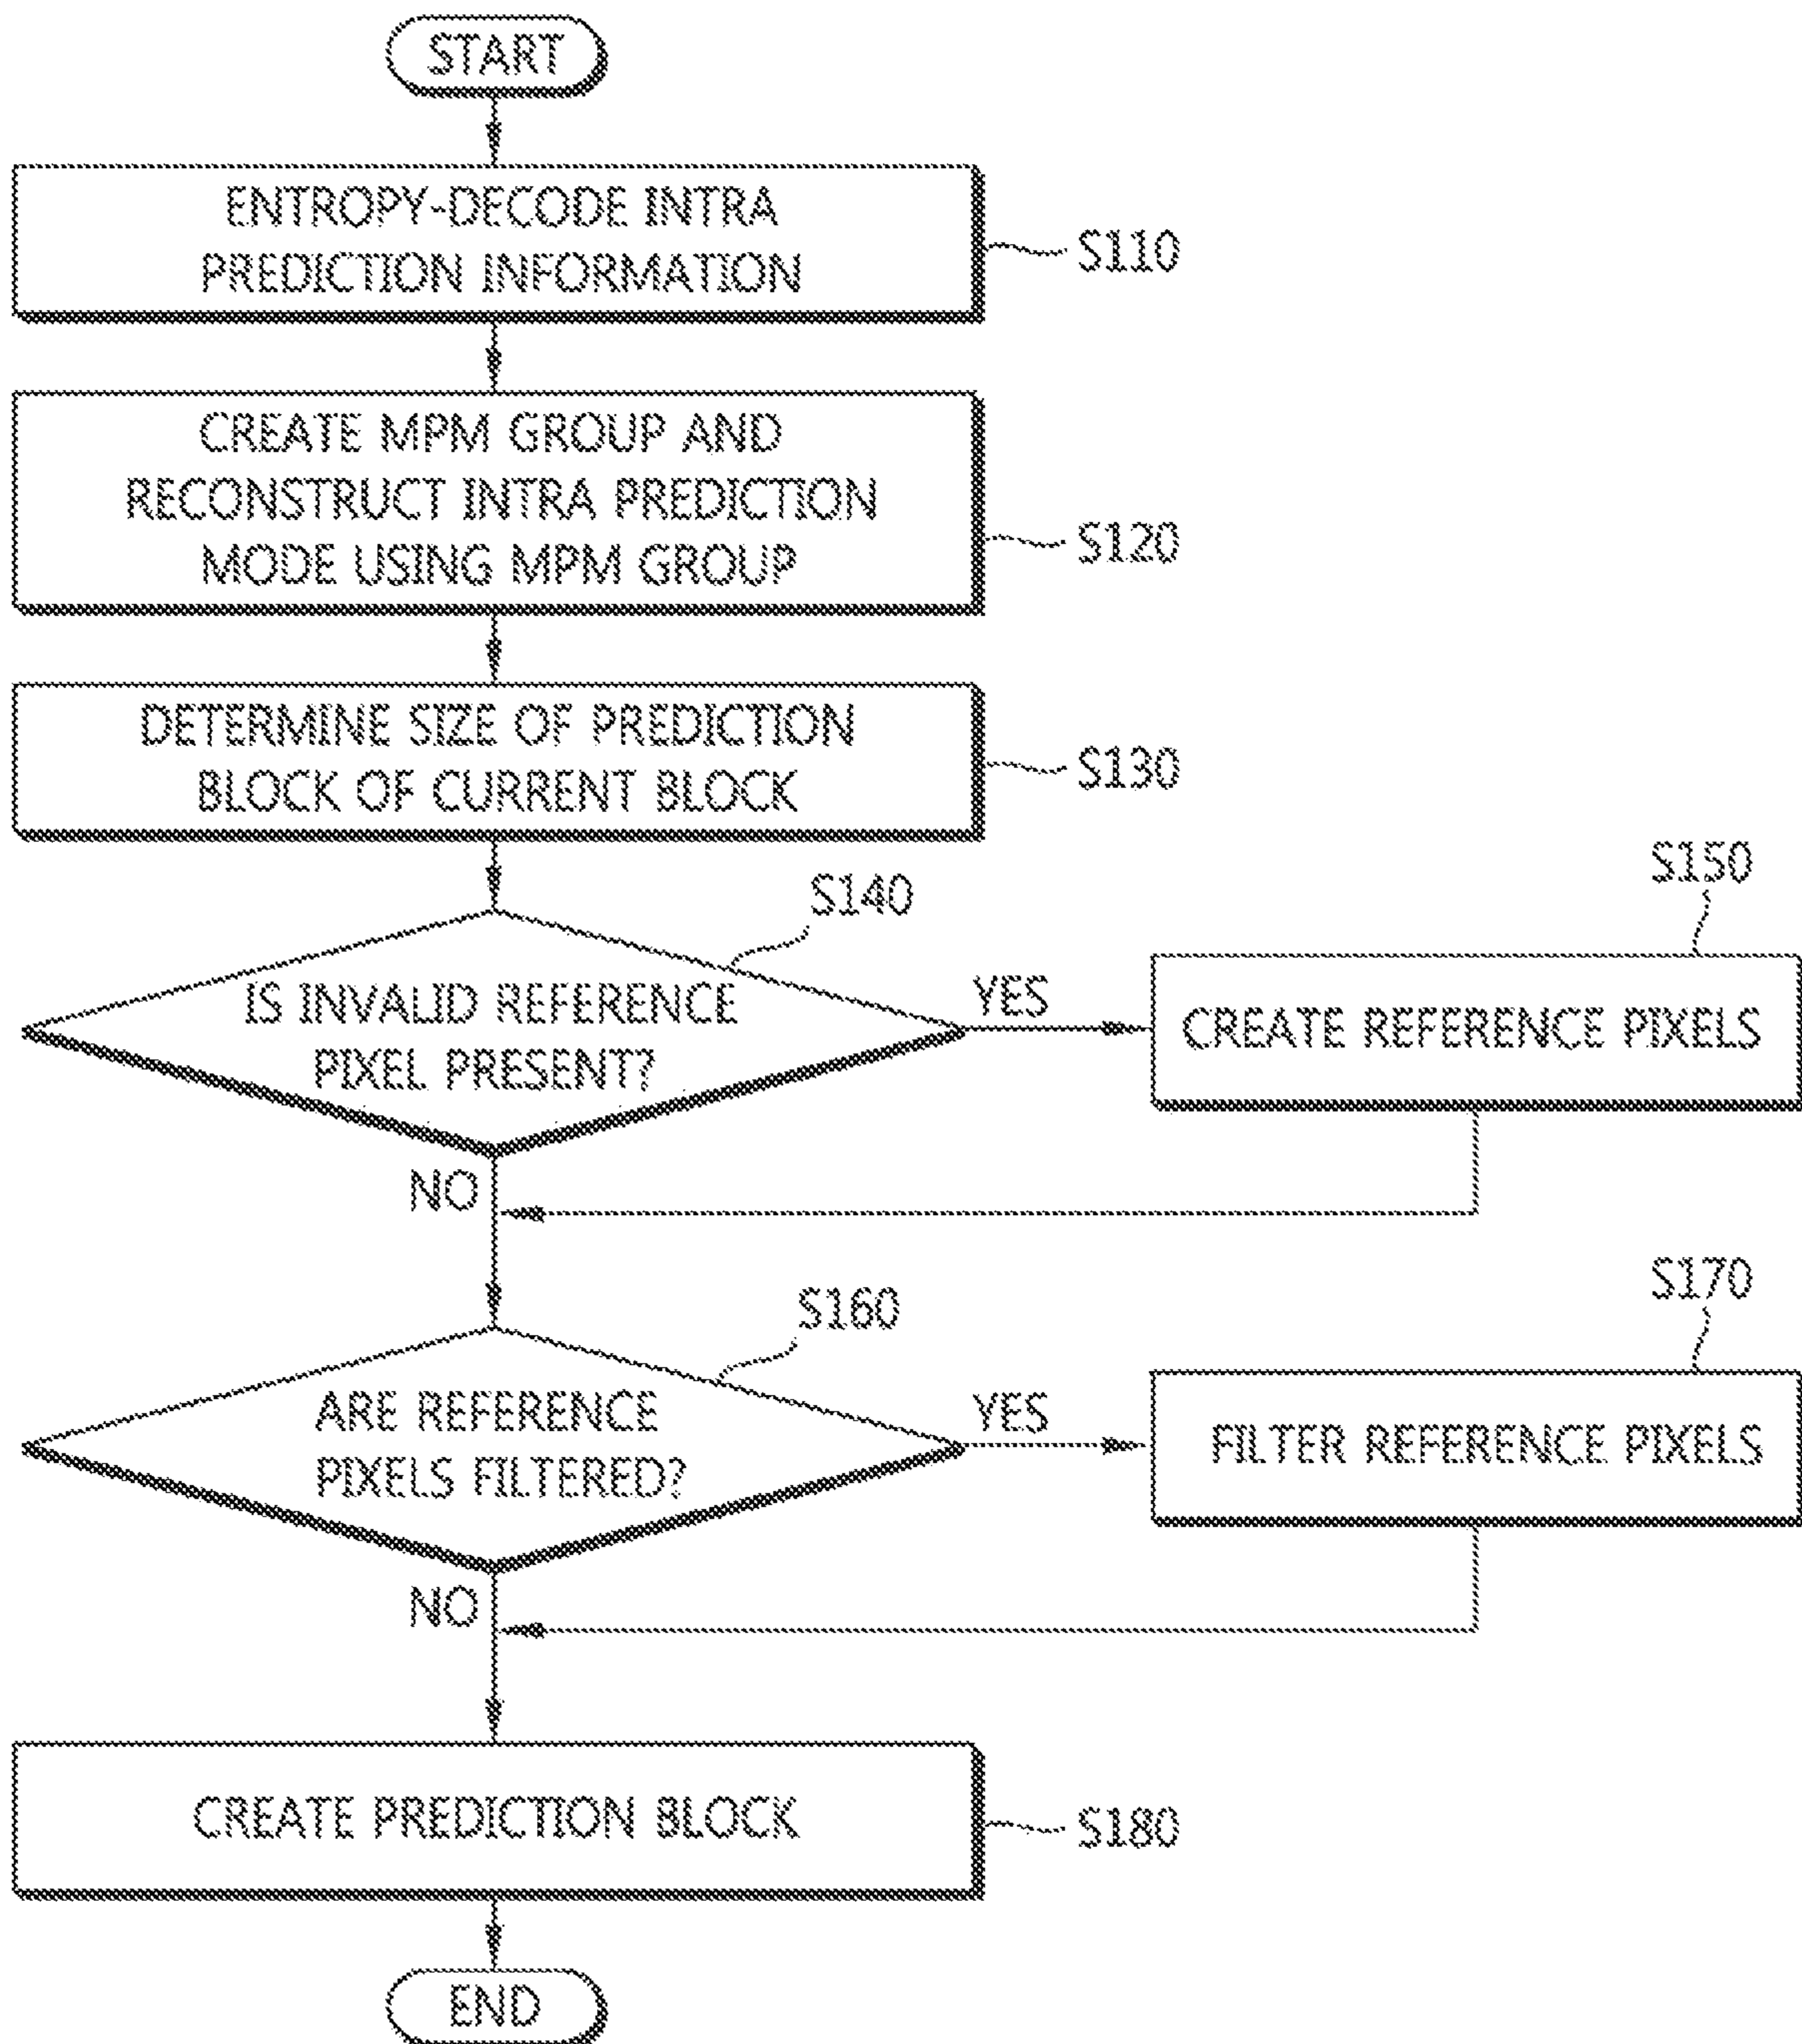 START
ENTROPY-DECODE INTRA
PREDICTION INFORMATION
S110
CREATE MPM GROUP AND
RECONSTRUCT INTRA PREDICTION
MODE USING MPM GROUP
S120
DETERMINE SIZE OF PREDICTION
BLOCK OF CURRENT BLOCK
S130
S140
IS INVALID REFERENCE
PIXEL PRESENT?
YES
S150
CREATE REFERENCE PIXELS
NO
S160
ARE REFERENCE
PIXELS FILTERED?
YES
S170
FILTER REFERENCE PIXELS
NO
CREATE PREDICTION BLOCK
S180
END